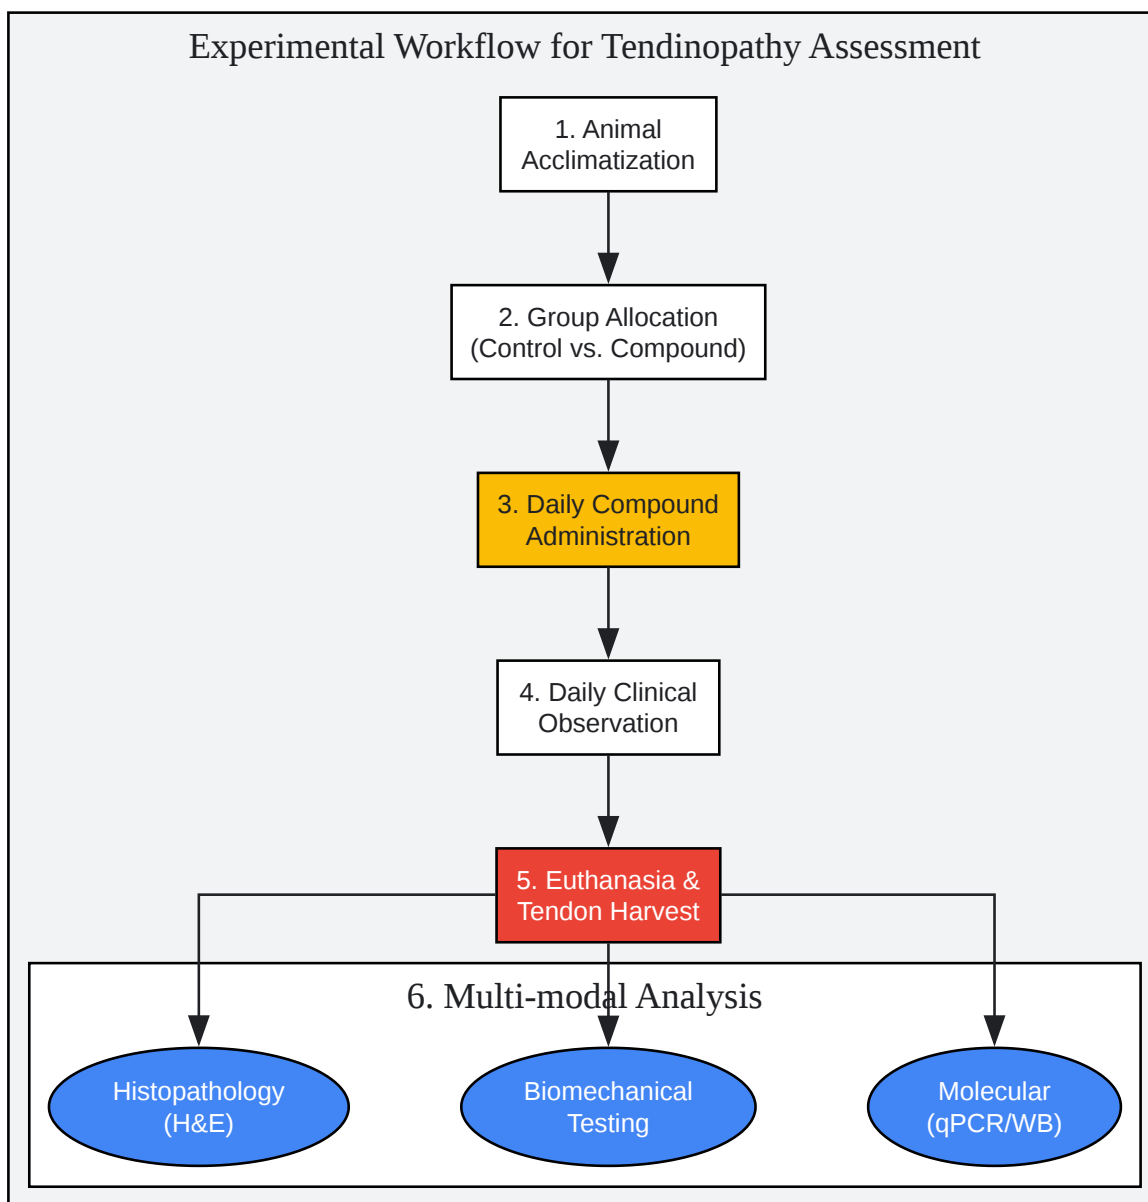 Experimental Workflow for Tendinopathy Assessment
1. Animal
Acclimatization
2. Group Allocation
(Control vs. Compound)
3. Daily Compound
Administration
4. Daily Clinical
Observation
5. Euthanasia &
Tendon Harvest
6. Multi-modal Analysis
Histopathology
(H&E)
Biomechanical
Testing
Molecular
(qPCR/WB)